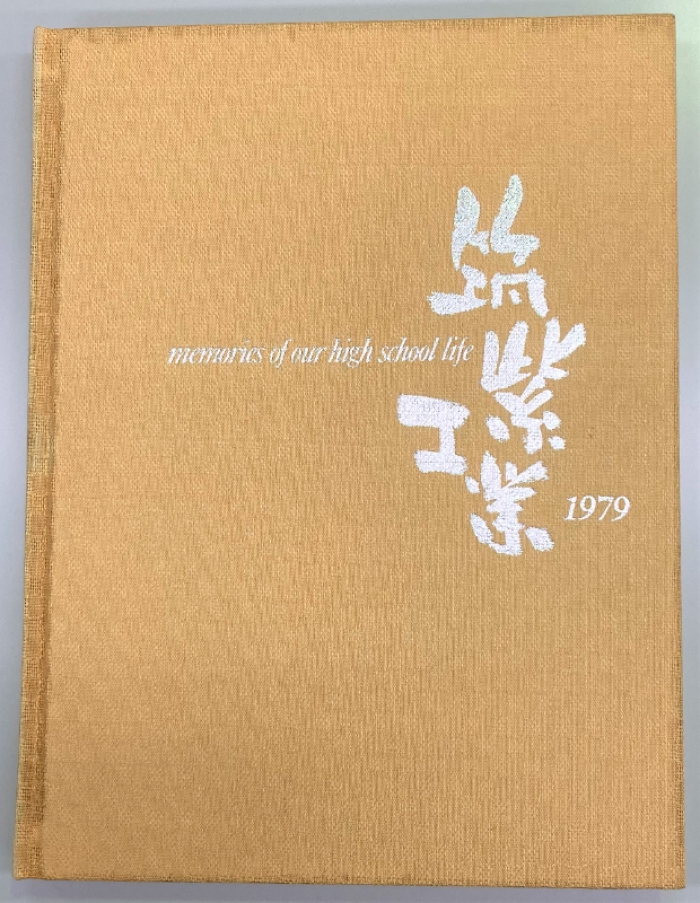 筑紫工業
memories of our high school life
1979